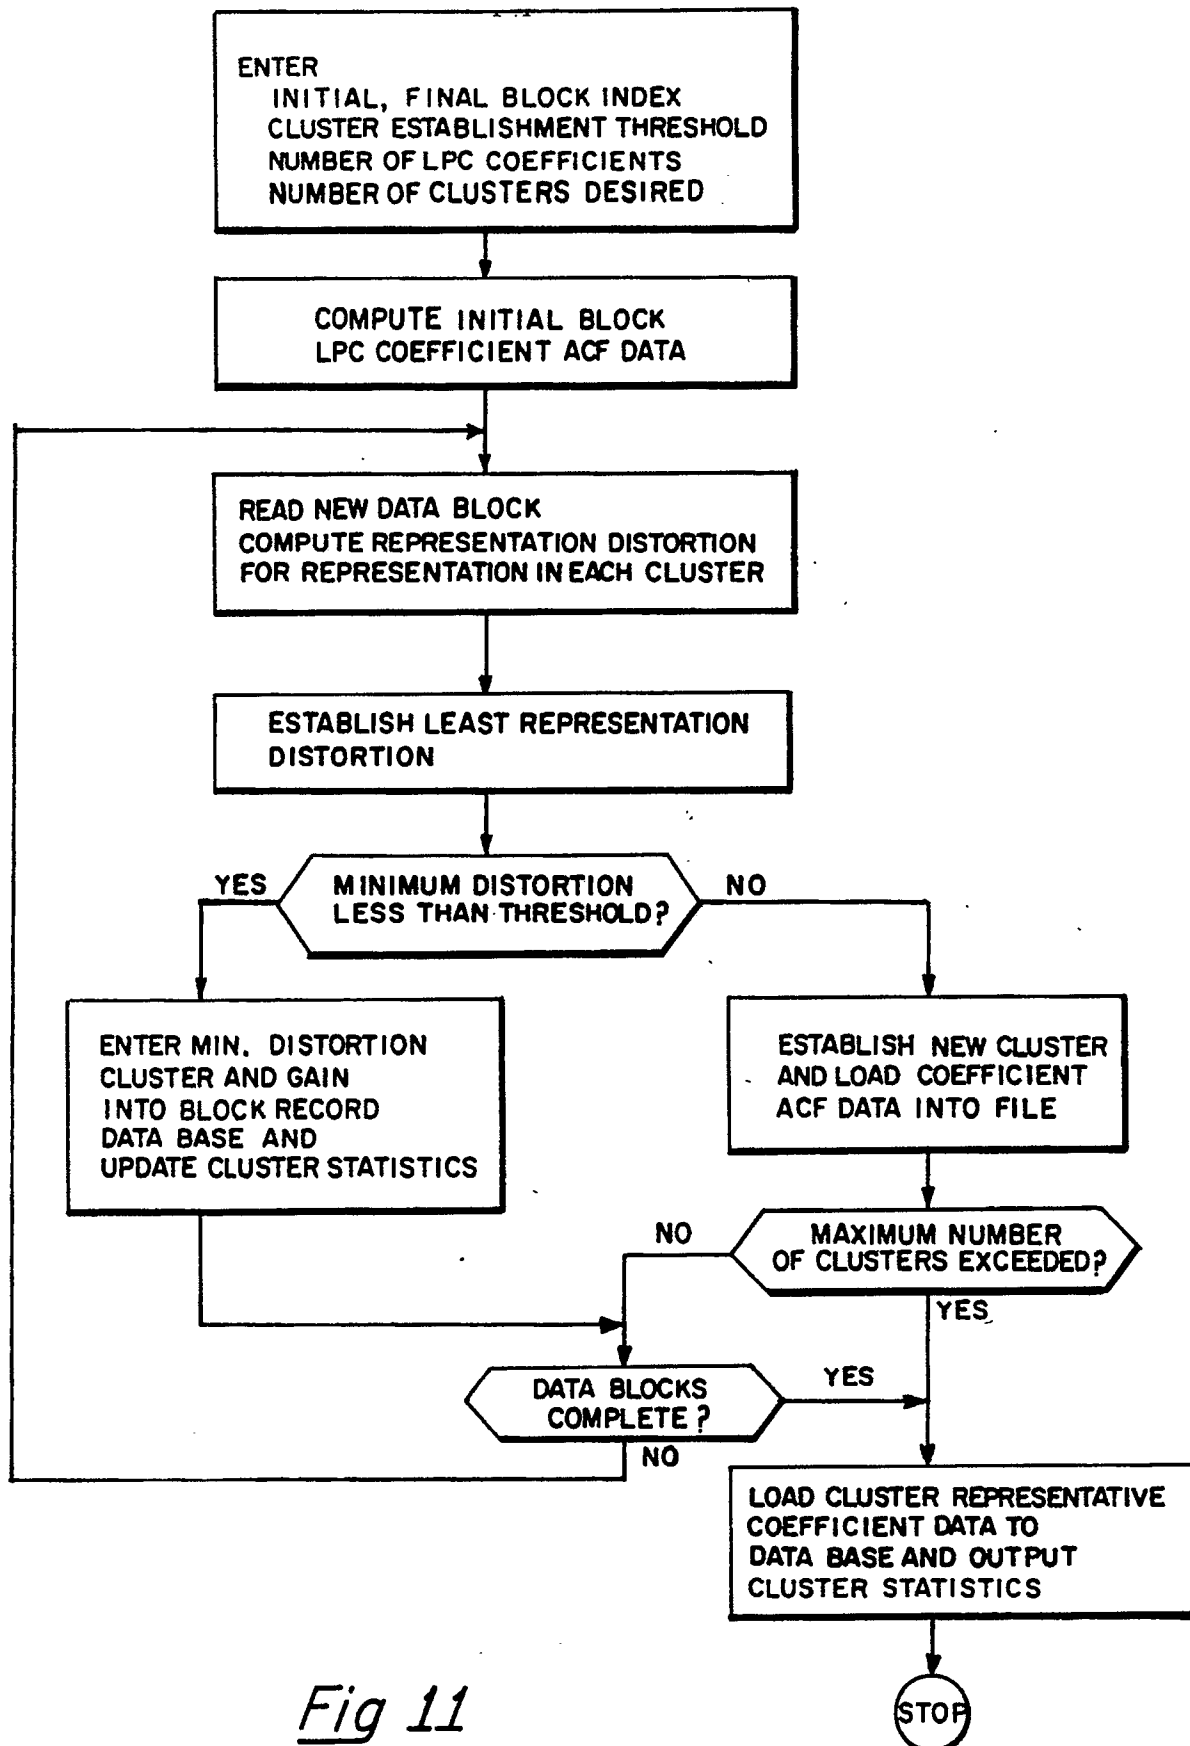 ENTER
INITIAL, FINAL BLOCK INDEX
CLUSTER ESTABLISHMENT THRESHOLD
NUMBER OF LPC COEFFICIENTS
NUMBER OF CLUSTERS DESIRED
COMPUTE INITIAL BLOCK
LPC COEFFICIENT ACF DATA
READ NEW DATA BLOCK
COMPUTE REPRESENTATION DISTORTION
FOR REPRESENTATION IN EACH CLUSTER
ESTABLISH LEAST REPRESENTATION
DISTORTION
YES
MINIMUM DISTORTION
LESS THAN THRESHOLD?
NO
ENTER MIN. DISTORTION
CLUSTER AND GAIN
INTO BLOCK RECORD
DATA BASE AND
UPDATE CLUSTER STATISTICS
ESTABLISH NEW CLUSTER
AND LOAD COEFFICIENT
ACF DATA INTO FILE
NO
MAXIMUM NUMBER
OF CLUSTERS EXCEEDED?
YES
DATA BLOCKS
COMPLETE?
YES
NO
LOAD CLUSTER REPRESENTATIVE
COEFFICIENT DATA TO
DATA BASE AND OUTPUT
CLUSTER STATISTICS
STOP
Fig 11